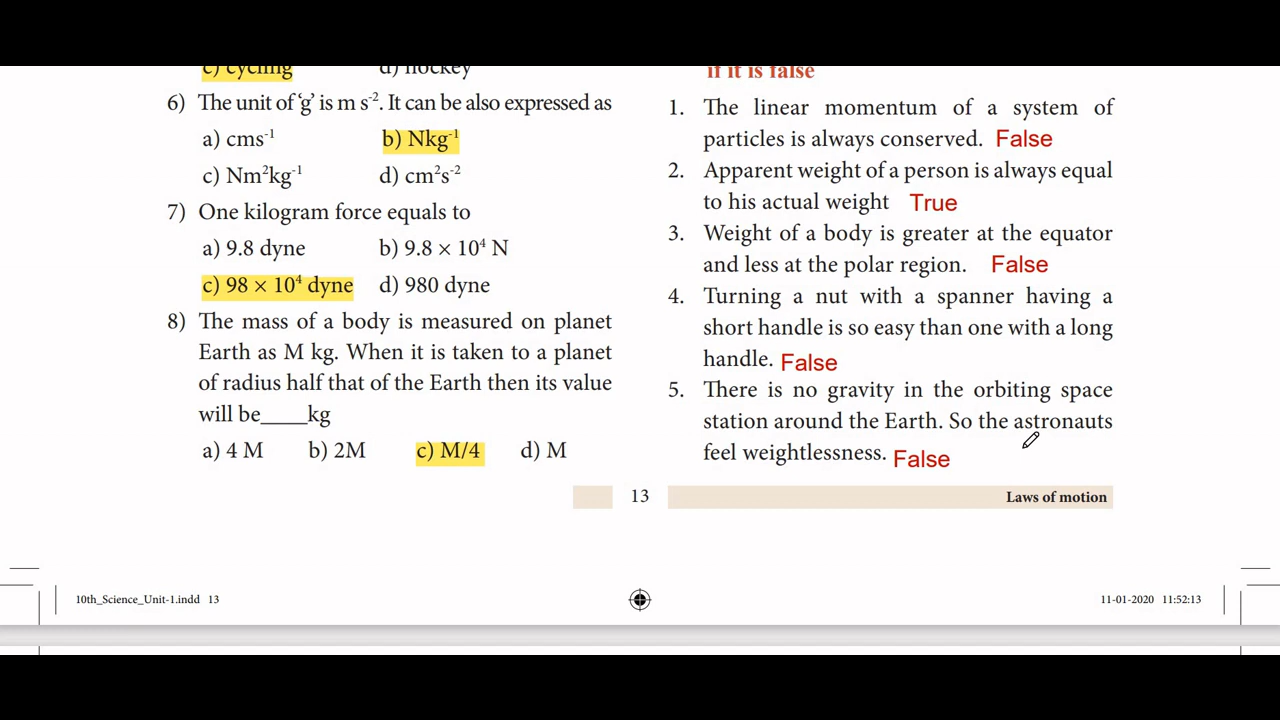 c) cycling d) hockey
6) The unit of ‘g’ is m s⁻². It can be also expressed as
a) cms⁻¹ b) Nkg⁻¹
c) Nm²kg⁻¹ d) cm²s⁻²
7) One kilogram force equals to
a) 9.8 dyne b) 9.8 × 10⁴ N
c) 98 × 10⁴ dyne d) 980 dyne
8) The mass of a body is measured on planet
Earth as M kg. When it is taken to a planet
of radius half that of the Earth then its value
will be____kg
a) 4 M b) 2M c) M/4 d) M
if it is false
1. The linear momentum of a system of
particles is always conserved. False
2. Apparent weight of a person is always equal
to his actual weight True
3. Weight of a body is greater at the equator
and less at the polar region. False
4. Turning a nut with a spanner having a
short handle is so easy than one with a long
handle. False
5. There is no gravity in the orbiting space
station around the Earth. So the astronauts
feel weightlessness. False
13 Laws of motion
10th_Science_Unit-1.indd 13 11-01-2020 11:52:13